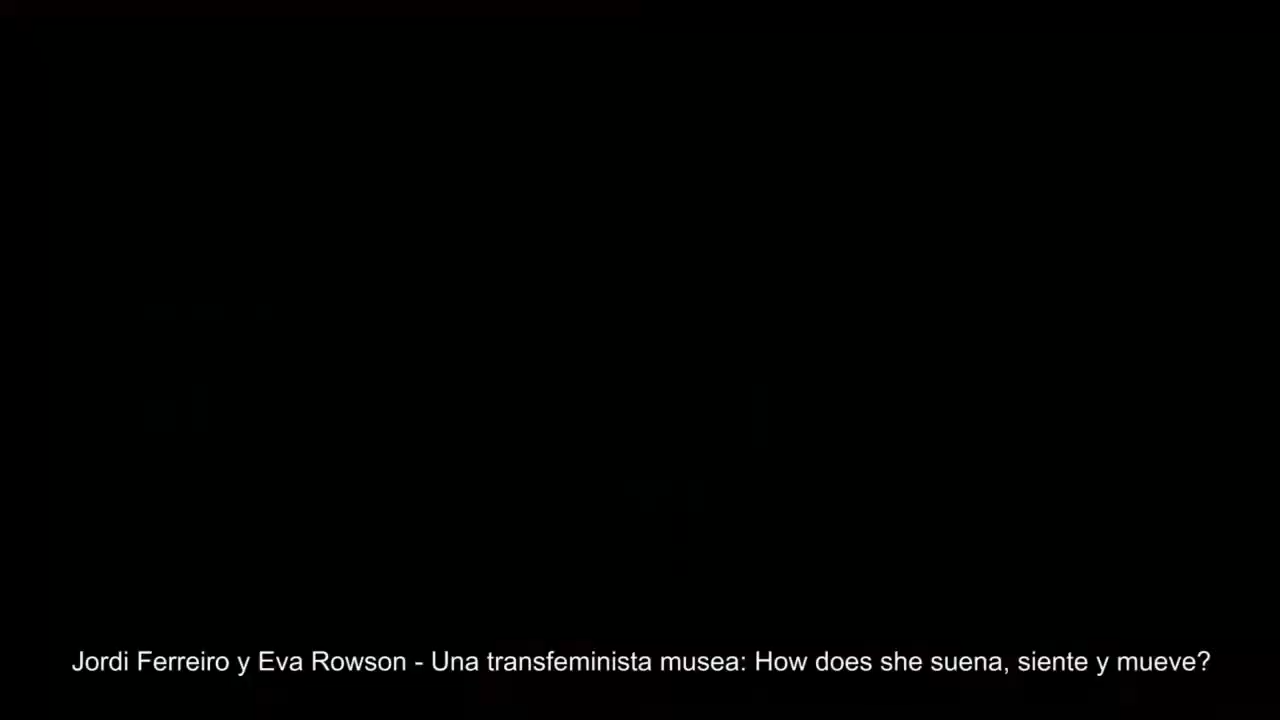 Jordi Ferreiro y Eva Rowson - Una transfeminista musea: How does she suena, siente y mueve?